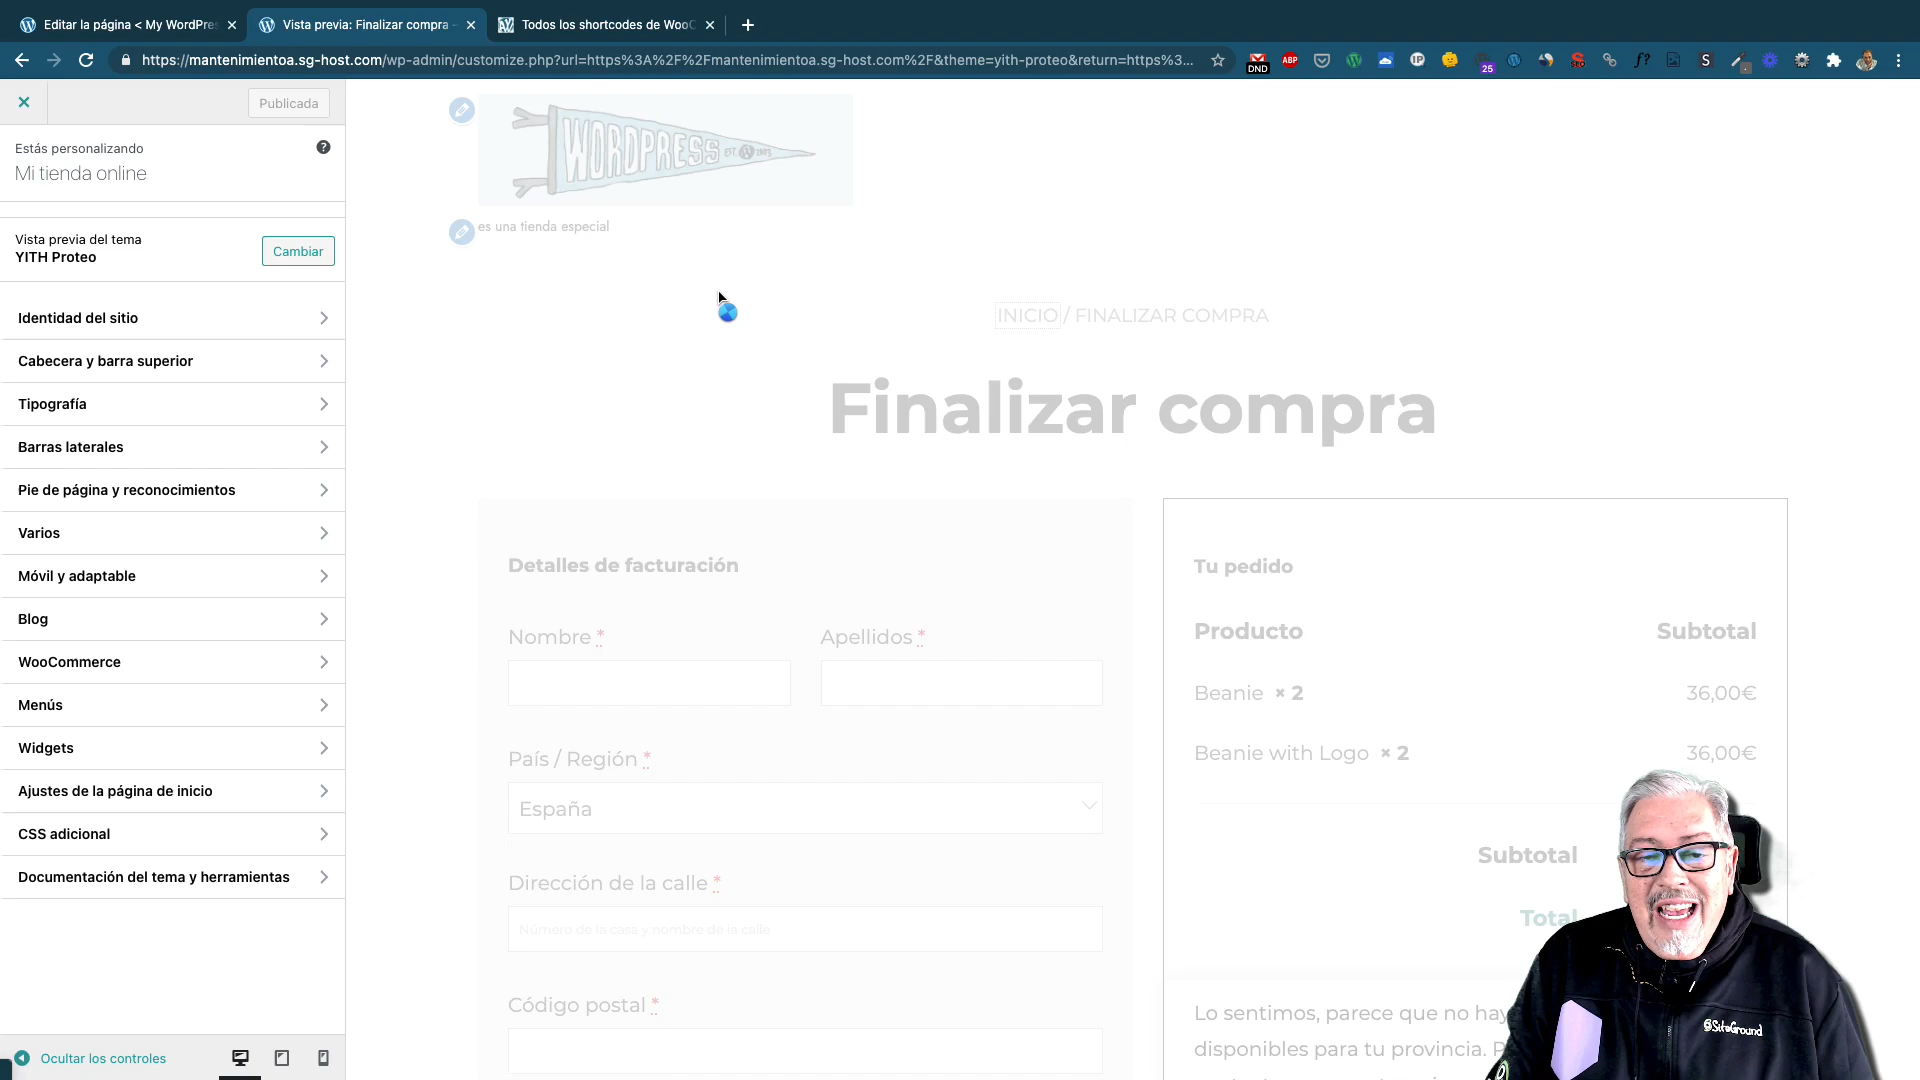 Editar la página < My WordPres
Vista previa: Finalizar compra -
Todos los shortcodes de WooC
https://mantenimientoa.sg-host.com/wp-admin/customize.php?url=https%3A%2F%2Fmantenimientoa.sg-host.com%2F&theme=yith-proteo&return=https%3...
DND
ABP
IP
25
SEO
f?
S
Publicada
Estás personalizando
Mi tienda online
Vista previa del tema
YITH Proteo
Cambiar
Identidad del sitio
Cabecera y barra superior
Tipografía
Barras laterales
Pie de página y reconocimientos
Varios
Móvil y adaptable
Blog
WooCommerce
Menús
Widgets
Ajustes de la página de inicio
CSS adicional
Documentación del tema y herramientas
Ocultar los controles
WORDPRESS EST. 2003
es una tienda especial
INICIO / FINALIZAR COMPRA
Finalizar compra
Detalles de facturación
Nombre *
Apellidos *
País / Región *
España
Dirección de la calle *
Número de la casa y nombre de la calle
Código postal *
Tu pedido
Producto Subtotal
Beanie × 2 36,00€
Beanie with Logo × 2 36,00€
Subtotal
Total
Lo sentimos, parece que no hay
disponibles para tu provincia. P
SiteGround